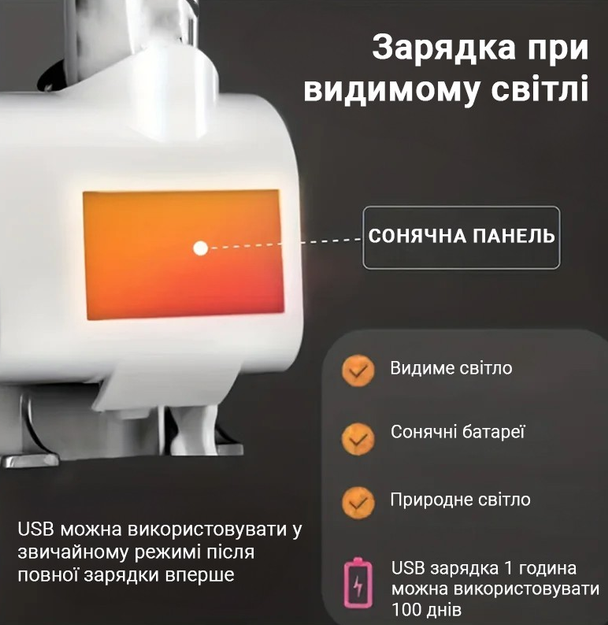 Зарядка при
видимому світлі
СОНЯЧНА ПАНЕЛЬ
Видиме світло
Сонячні батареї
Природне світло
USB зарядка 1 година
можна використовувати
100 днів
USB можна використовувати у
звичайному режимі після
повної зарядки вперше